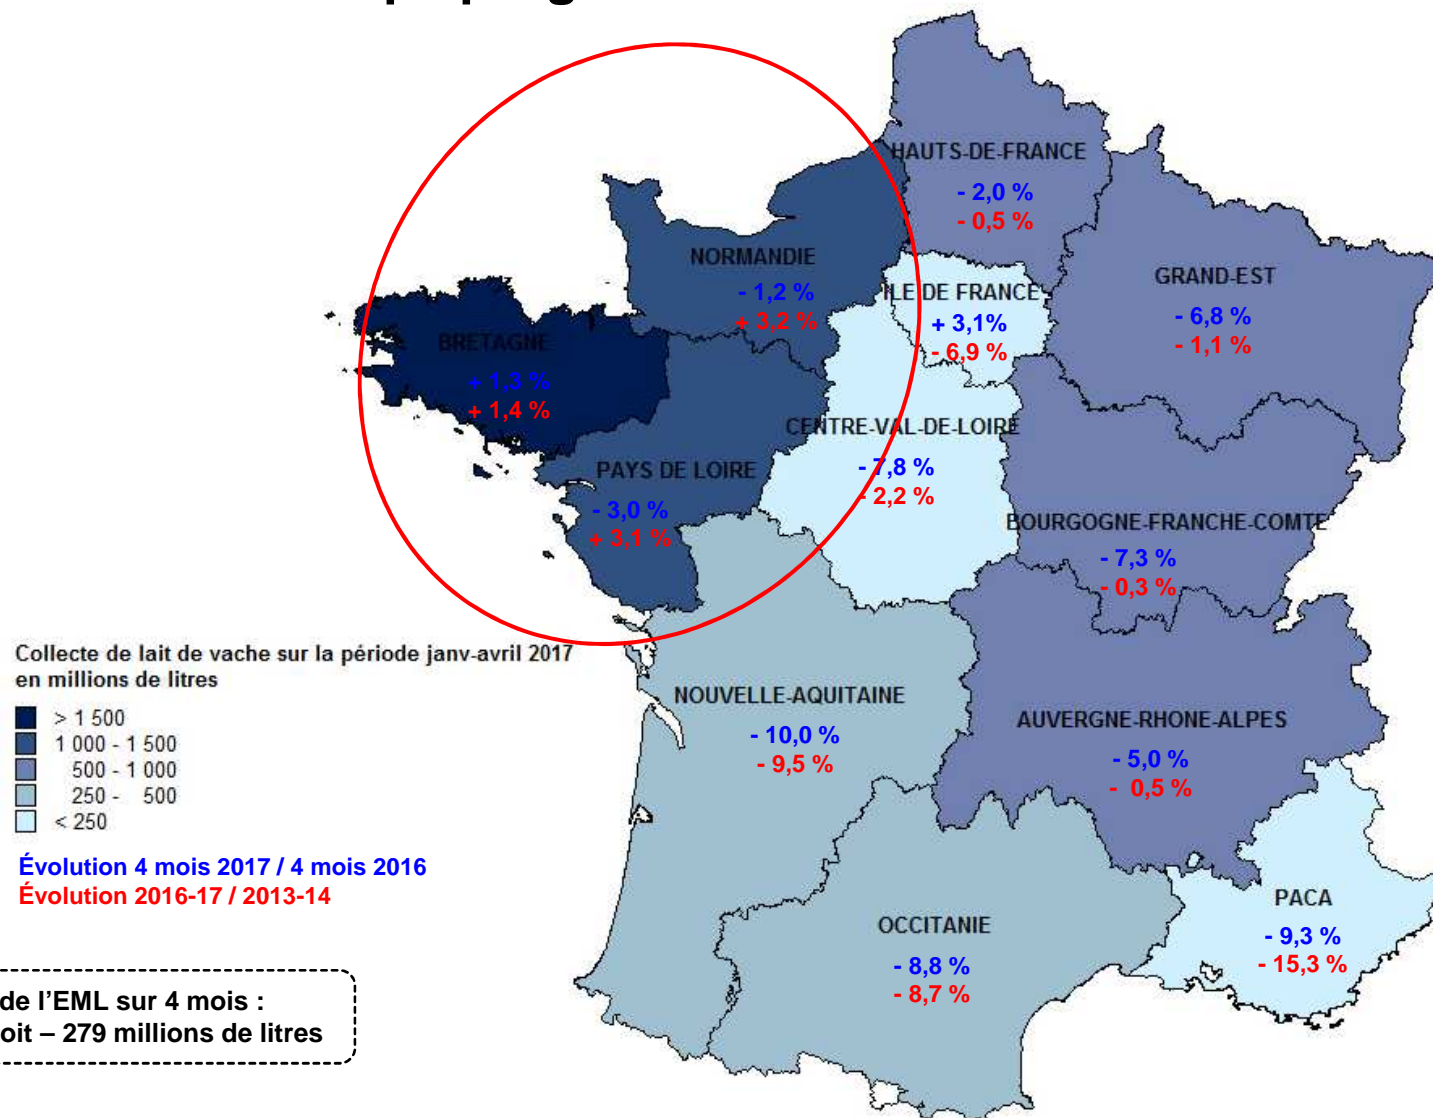 HAUTS-DE-FRANCE
- 2,0 %
- 0,5 %
NORMANDIE
- 1,2 %
+ 3,2 %
ILE DE FRANCE
+ 3,1%
- 6,9 %
GRAND-EST
- 6,8 %
- 1,1 %
BRETAGNE
+ 1,3 %
+ 1,4 %
CENTRE-VAL-DE-LOIRE
- 7,8 %
- 2,2 %
PAYS DE LOIRE
- 3,0 %
+ 3,1 %
BOURGOGNE-FRANCHE-COMTE
- 7,3 %
- 0,3 %
Collecte de lait de vache sur la période janv-avril 2017
en millions de litres
> 1 500
1 000 - 1 500
500 - 1 000
250 - 500
< 250
Évolution 4 mois 2017 / 4 mois 2016
Évolution 2016-17 / 2013-14
NOUVELLE-AQUITAINE
- 10,0 %
- 9,5 %
AUVERGNE-RHONE-ALPES
- 5,0 %
- 0,5 %
OCCITANIE
- 8,8 %
- 8,7 %
PACA
- 9,3 %
- 15,3 %
de l'EML sur 4 mois :
oit – 279 millions de litres